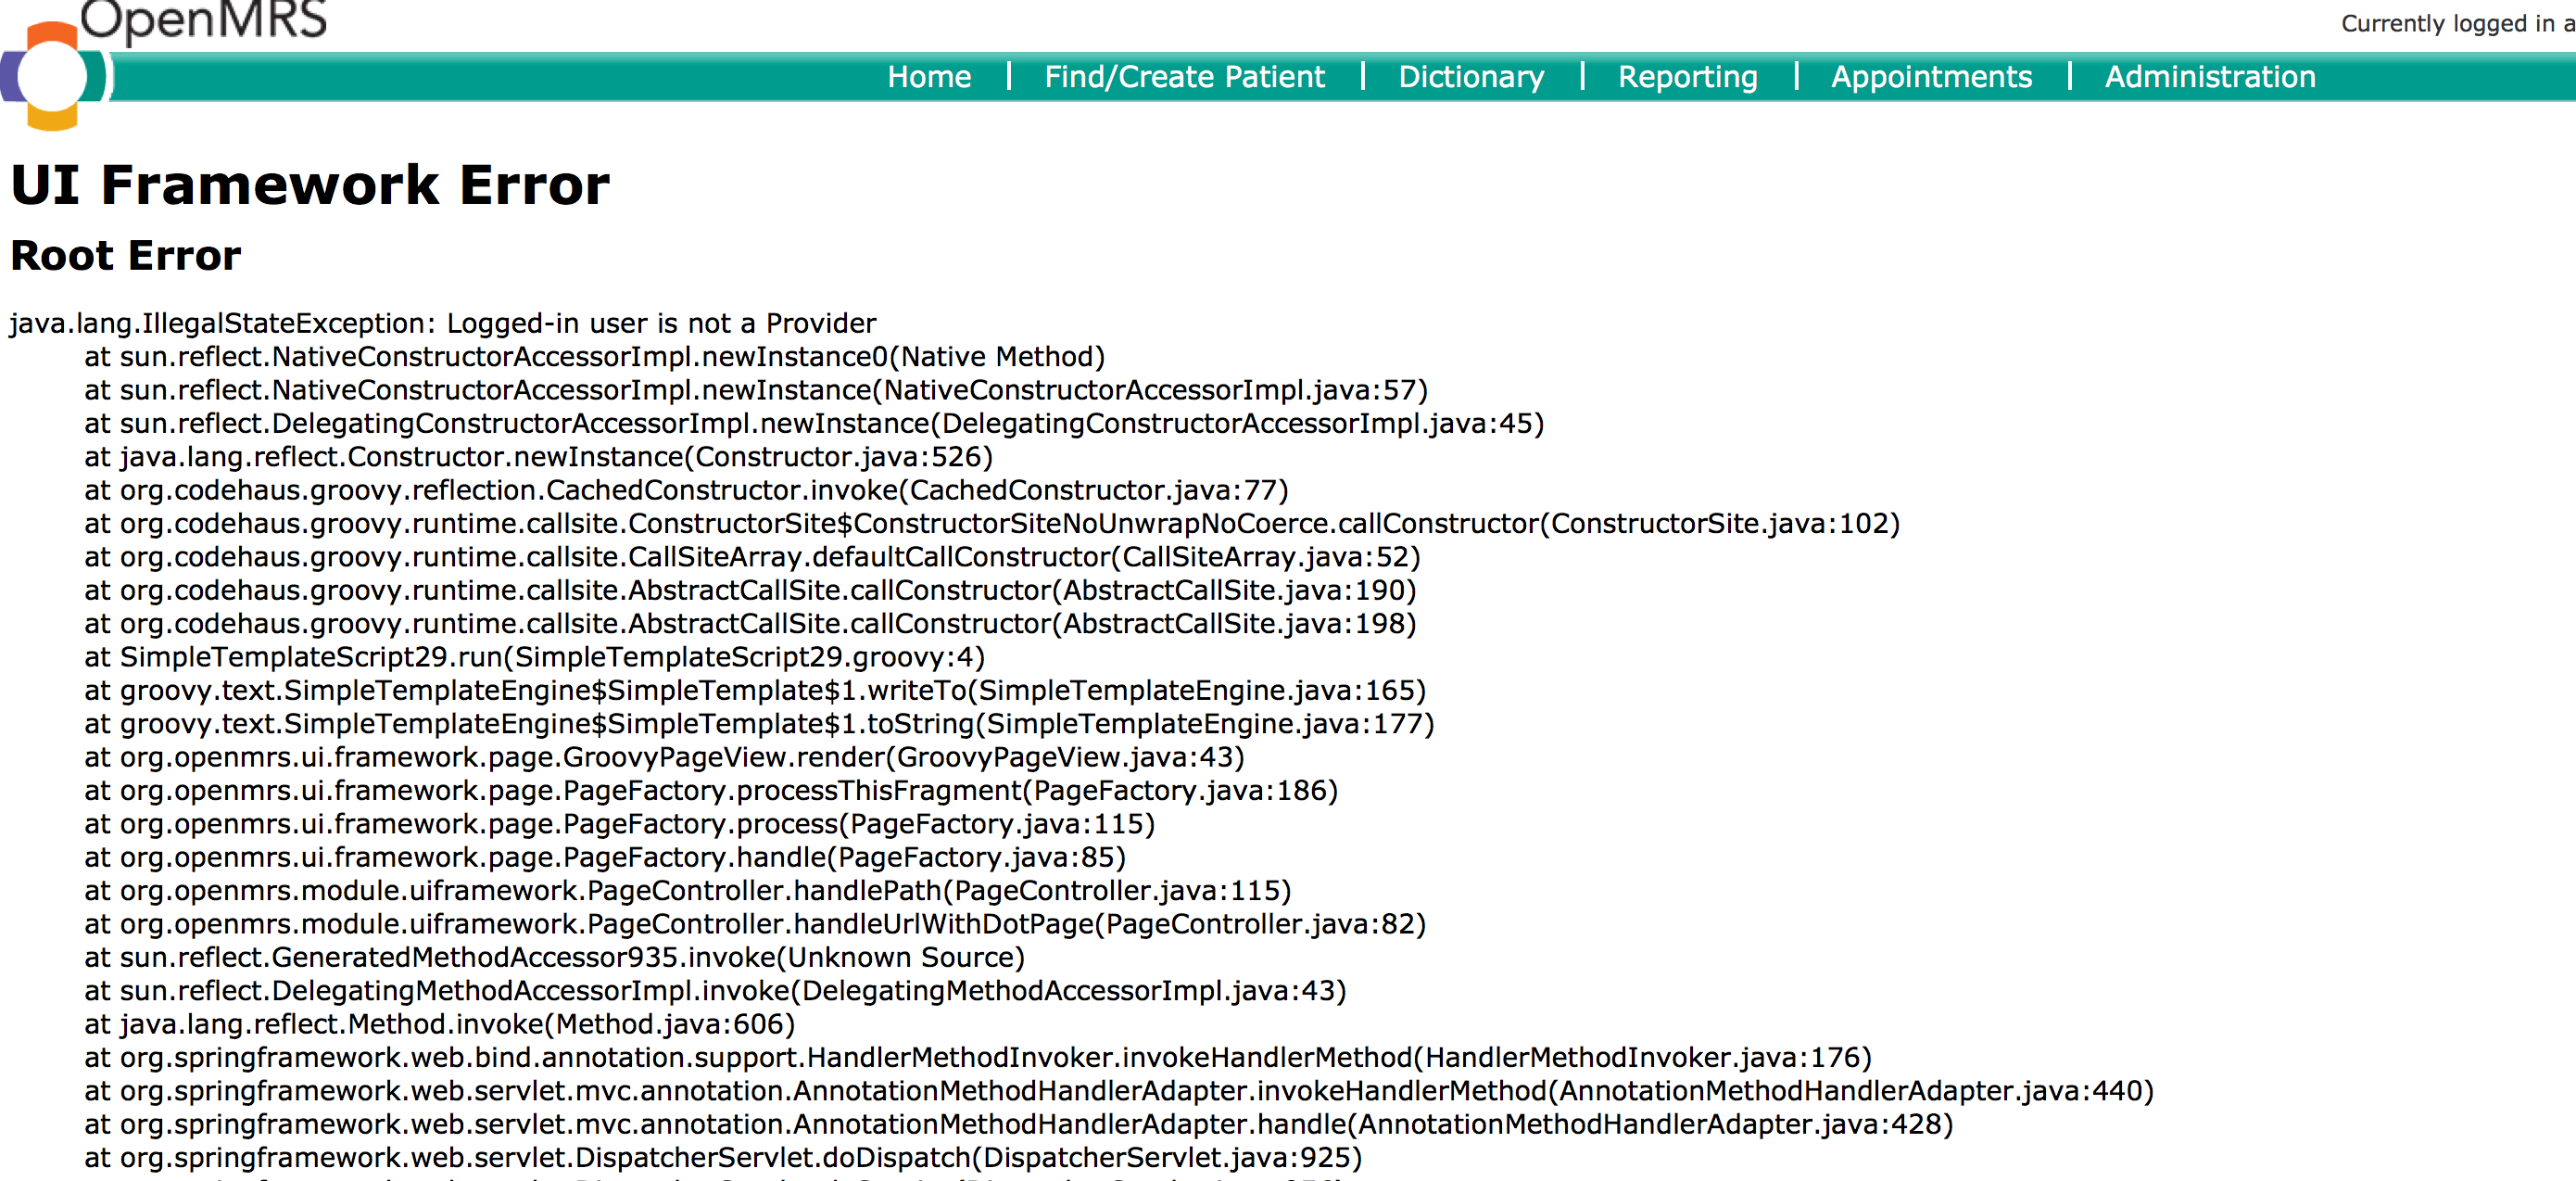 OpenMRS
Currently logged in a
Home | Find/Create Patient | Dictionary | Reporting | Appointments | Administration
UI Framework Error
Root Error
java.lang.IllegalStateException: Logged-in user is not a Provider
at sun.reflect.NativeConstructorAccessorImpl.newInstance0(Native Method)
at sun.reflect.NativeConstructorAccessorImpl.newInstance(NativeConstructorAccessorImpl.java:57)
at sun.reflect.DelegatingConstructorAccessorImpl.newInstance(DelegatingConstructorAccessorImpl.java:45)
at java.lang.reflect.Constructor.newInstance(Constructor.java:526)
at org.codehaus.groovy.reflection.CachedConstructor.invoke(CachedConstructor.java:77)
at org.codehaus.groovy.runtime.callsite.ConstructorSite$ConstructorSiteNoUnwrapNoCoerce.callConstructor(ConstructorSite.java:102)
at org.codehaus.groovy.runtime.callsite.CallSiteArray.defaultCallConstructor(CallSiteArray.java:52)
at org.codehaus.groovy.runtime.callsite.AbstractCallSite.callConstructor(AbstractCallSite.java:190)
at org.codehaus.groovy.runtime.callsite.AbstractCallSite.callConstructor(AbstractCallSite.java:198)
at SimpleTemplateScript29.run(SimpleTemplateScript29.groovy:4)
at groovy.text.SimpleTemplateEngine$SimpleTemplate$1.writeTo(SimpleTemplateEngine.java:165)
at groovy.text.SimpleTemplateEngine$SimpleTemplate$1.toString(SimpleTemplateEngine.java:177)
at org.openmrs.ui.framework.page.GroovyPageView.render(GroovyPageView.java:43)
at org.openmrs.ui.framework.page.PageFactory.processThisFragment(PageFactory.java:186)
at org.openmrs.ui.framework.page.PageFactory.process(PageFactory.java:115)
at org.openmrs.ui.framework.page.PageFactory.handle(PageFactory.java:85)
at org.openmrs.module.uiframework.PageController.handlePath(PageController.java:115)
at org.openmrs.module.uiframework.PageController.handleUrlWithDotPage(PageController.java:82)
at sun.reflect.GeneratedMethodAccessor935.invoke(Unknown Source)
at sun.reflect.DelegatingMethodAccessorImpl.invoke(DelegatingMethodAccessorImpl.java:43)
at java.lang.reflect.Method.invoke(Method.java:606)
at org.springframework.web.bind.annotation.support.HandlerMethodInvoker.invokeHandlerMethod(HandlerMethodInvoker.java:176)
at org.springframework.web.servlet.mvc.annotation.AnnotationMethodHandlerAdapter.invokeHandlerMethod(AnnotationMethodHandlerAdapter.java:440)
at org.springframework.web.servlet.mvc.annotation.AnnotationMethodHandlerAdapter.handle(AnnotationMethodHandlerAdapter.java:428)
at org.springframework.web.servlet.DispatcherServlet.doDispatch(DispatcherServlet.java:925)